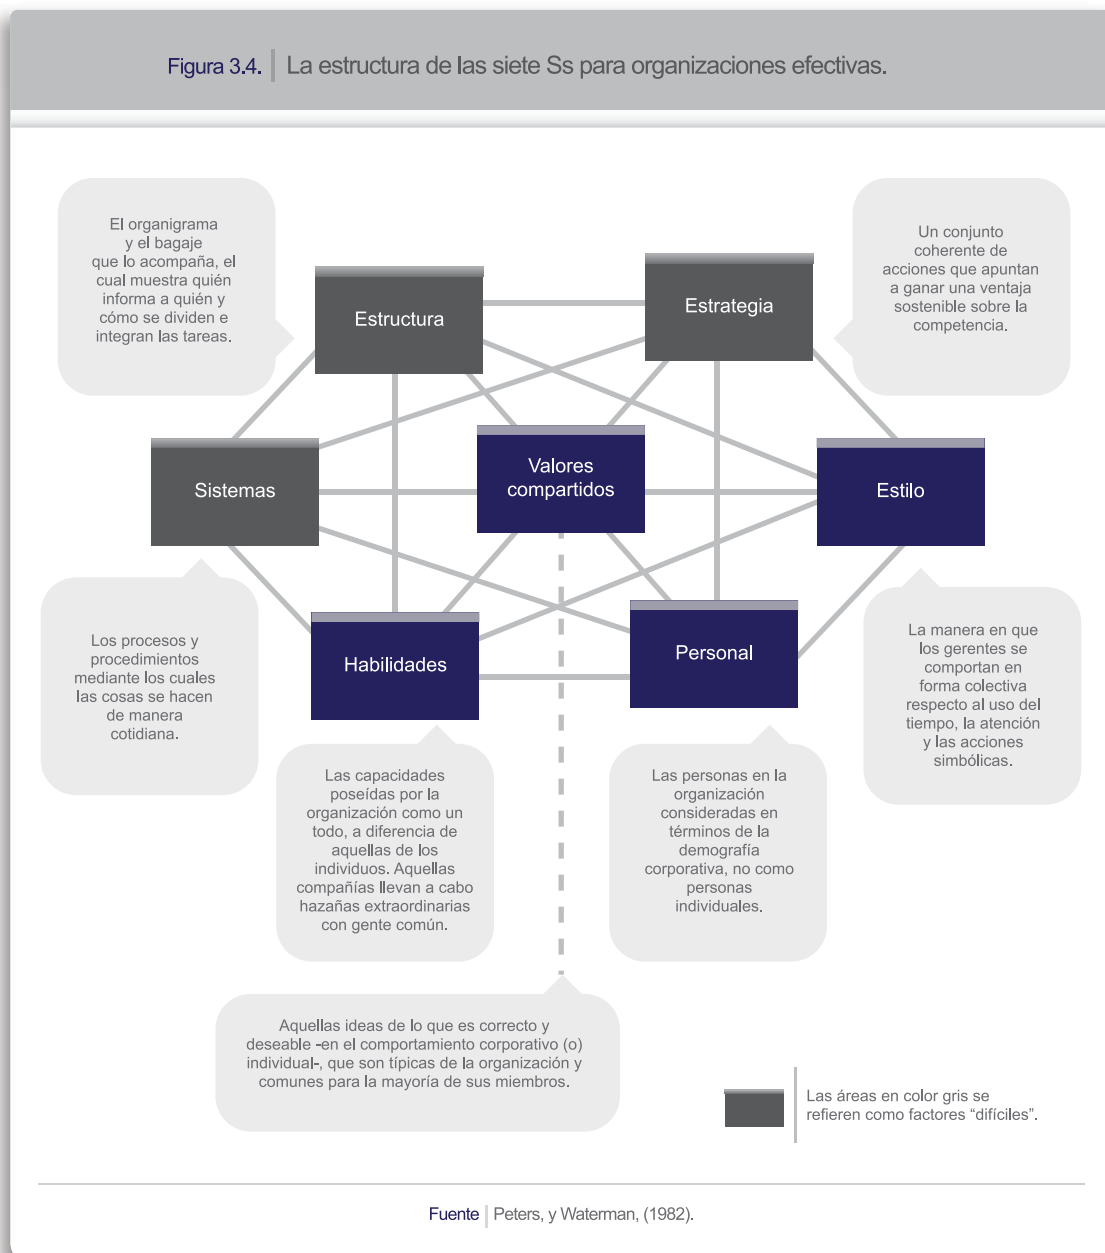 Figura 3.4. La estructura de las siete Ss para organizaciones efectivas.
El organigrama
y el bagaje
que lo acompaña, el
cual muestra quién
informa a quién y
cómo se dividen e
integran las tareas.
Un conjunto
coherente de
acciones que apuntan
a ganar una ventaja
sostenible sobre la
competencia.
Estructura
Estrategia
Sistemas
Valores
compartidos
Estilo
Habilidades
Personal
Los procesos y
procedimientos
mediante los cuales
las cosas se hacen
de manera
cotidiana.
La manera en que
los gerentes se
comportan en
forma colectiva
respecto al uso del
tiempo, la atención
y las acciones
simbólicas.
Las capacidades
poseídas por la
organización como un
todo, a diferencia de
aquellas de los
individuos. Aquellas
compañías llevan a cabo
hazañas extraordinarias
con gente común.
Las personas en la
organización
consideradas en
términos de la
demografía
corporativa, no como
personas
individuales.
Aquellas ideas de lo que es correcto y
deseable -en el comportamiento corporativo (o)
individual-, que son típicas de la organización y
comunes para la mayoría de sus miembros.
Las áreas en color gris se
refieren como factores “difíciles”.
Fuente Peters, y Waterman, (1982).